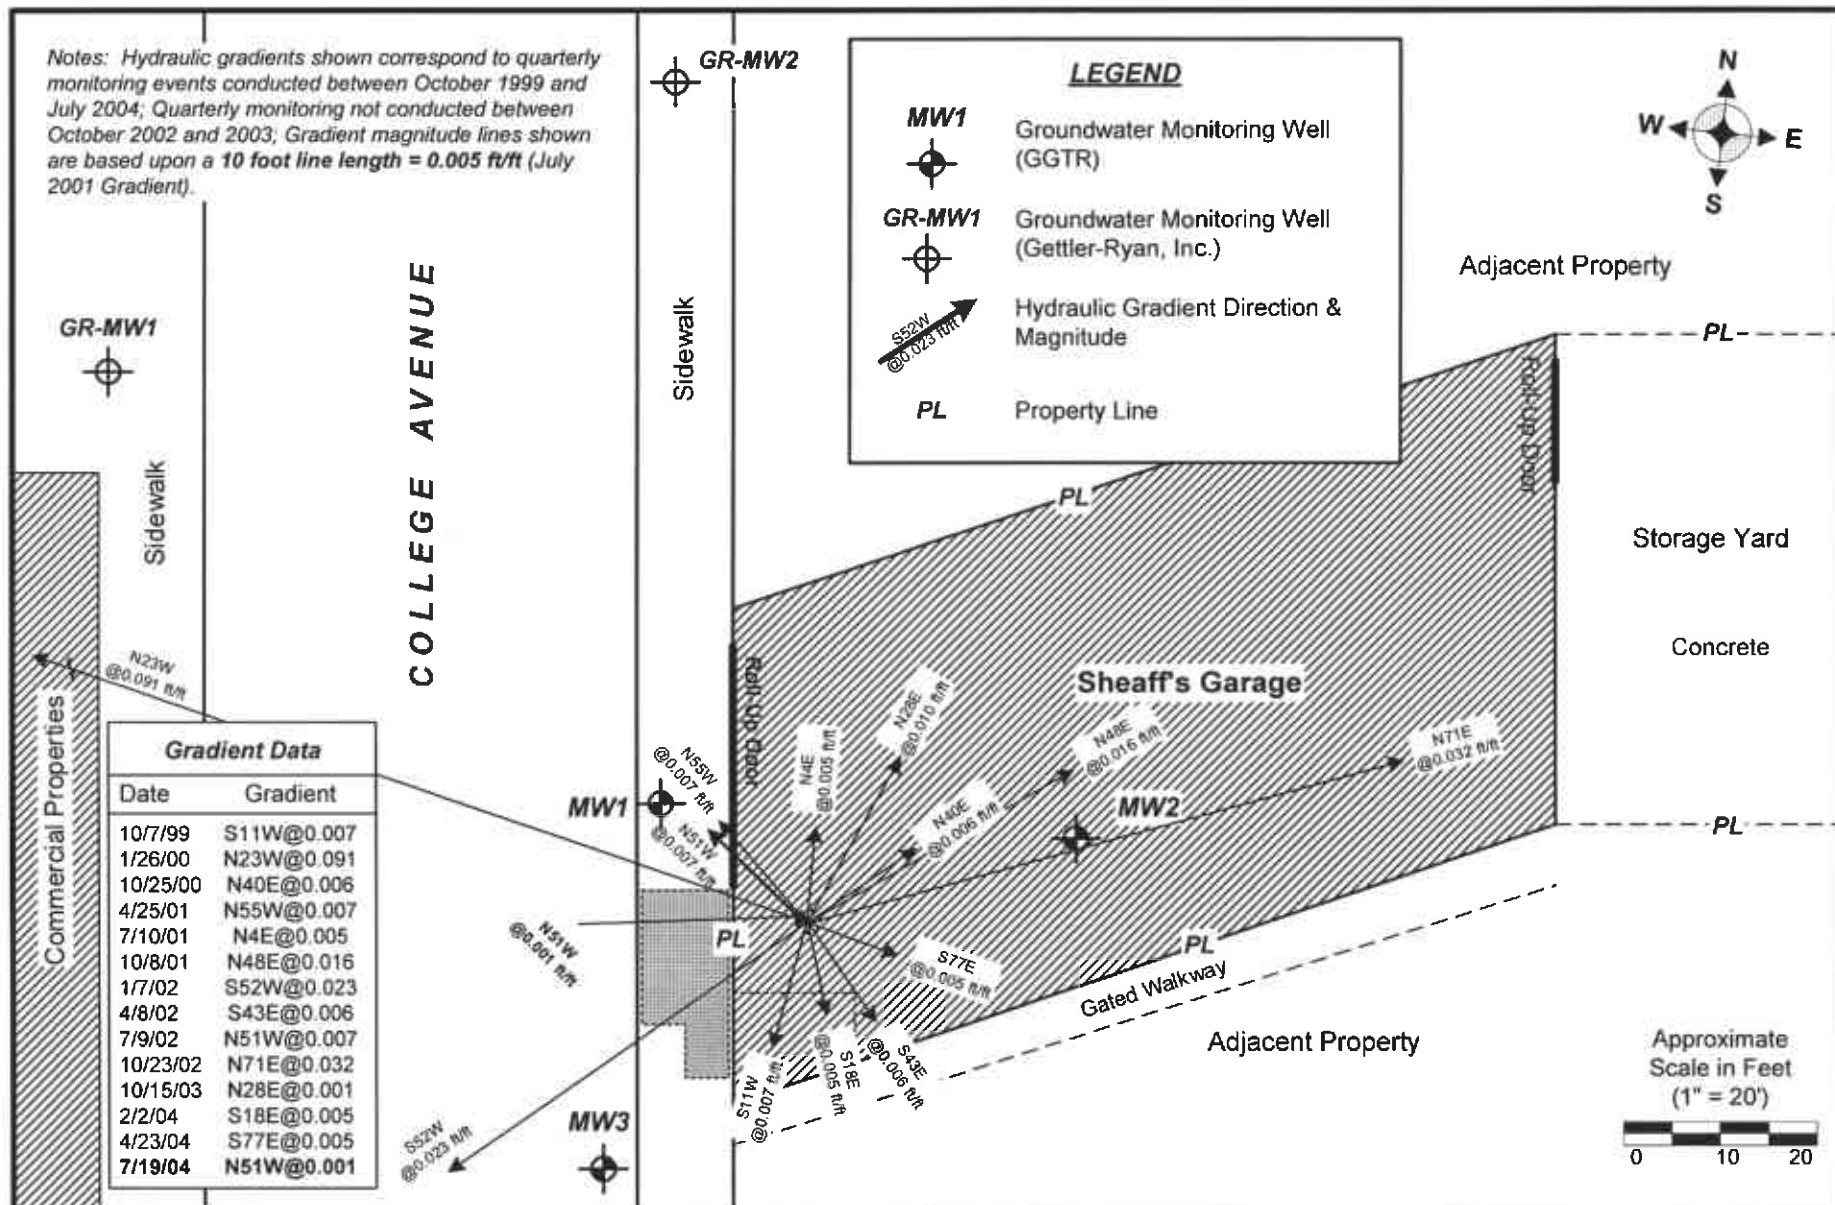 Notes: Hydraulic gradients shown correspond to quarterly
monitoring events conducted between October 1999 and
July 2004; Quarterly monitoring not conducted between
October 2002 and 2003; Gradient magnitude lines shown
are based upon a 10 foot line length = 0.005 ft/ft (July
2001 Gradient).
GR-MW2
GR-MW1
COLLEGE AVENUE
Sidewalk
Sidewalk
LEGEND
MW1
Groundwater Monitoring Well
(GGTR)
GR-MW1
Groundwater Monitoring Well
(Gettler-Ryan, Inc.)
S52W
@0.023 ft/ft
Hydraulic Gradient Direction &
Magnitude
PL
Property Line
N
W
E
S
Adjacent Property
PL
Roll-Up Door
PL
Storage Yard
Concrete
Sheaff's Garage
Roll-Up Door
Commercial Properties
N23W
@0.091 ft/ft
Gradient Data
Date Gradient
10/7/99 S11W@0.007
1/26/00 N23W@0.091
10/25/00 N40E@0.006
4/25/01 N55W@0.007
7/10/01 N4E@0.005
10/8/01 N48E@0.016
1/7/02 S52W@0.023
4/8/02 S43E@0.006
7/9/02 N51W@0.007
10/23/02 N71E@0.032
10/15/03 N28E@0.001
2/2/04 S18E@0.005
4/23/04 S77E@0.005
7/19/04 N51W@0.001
N55W
@0.007 ft/ft
MW1
N51W
@0.007 ft/ft
N4E
@0.005 ft/ft
N28E
@0.010 ft/ft
N48E
@0.016 ft/ft
N40E
@0.006 ft/ft
MW2
N71E
@0.032 ft/ft
PL
N51W
@0.001 ft/ft
PL
S77E
@0.005 ft/ft
PL
Gated Walkway
Adjacent Property
S11W
@0.007 ft/ft
S18E
@0.005 ft/ft
S43E
@0.006 ft/ft
S52W
@0.023 ft/ft
MW3
Approximate
Scale in Feet
(1" = 20')
0 10 20